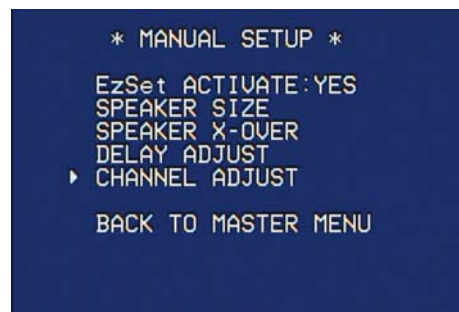 * MANUAL SETUP *
EzSet ACTIVATE:YES
SPEAKER SIZE
SPEAKER X-OVER
DELAY ADJUST
CHANNEL ADJUST
BACK TO MASTER MENU